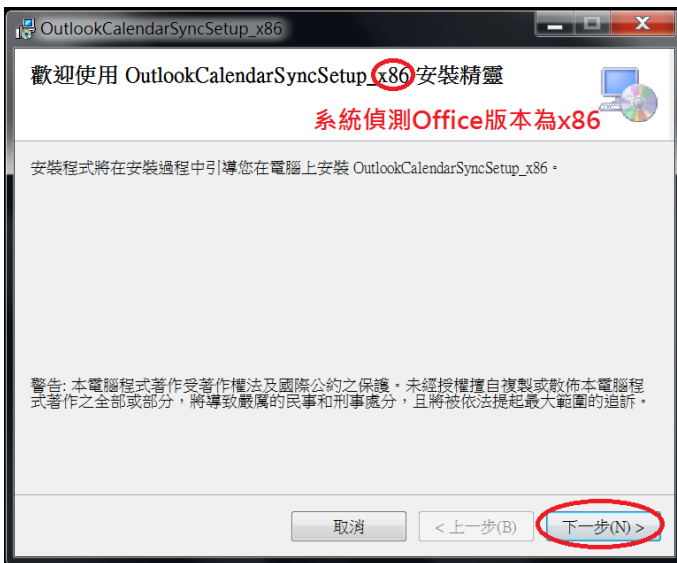 OutlookCalendarSyncSetup_x86
歡迎使用 OutlookCalendarSyncSetup_x86 安裝精靈
系統偵測Office版本為x86
安裝程式將在安裝過程中引導您在電腦上安裝 OutlookCalendarSyncSetup_x86。
警告: 本電腦程式著作受著作權法及國際公約之保護。未經授權擅自複製或散佈本電腦程
式著作之全部或部分，將導致嚴厲的民事和刑事處分，且將被依法提起最大範圍的追訴。
取消
< 上一步(B)
下一步(N) >